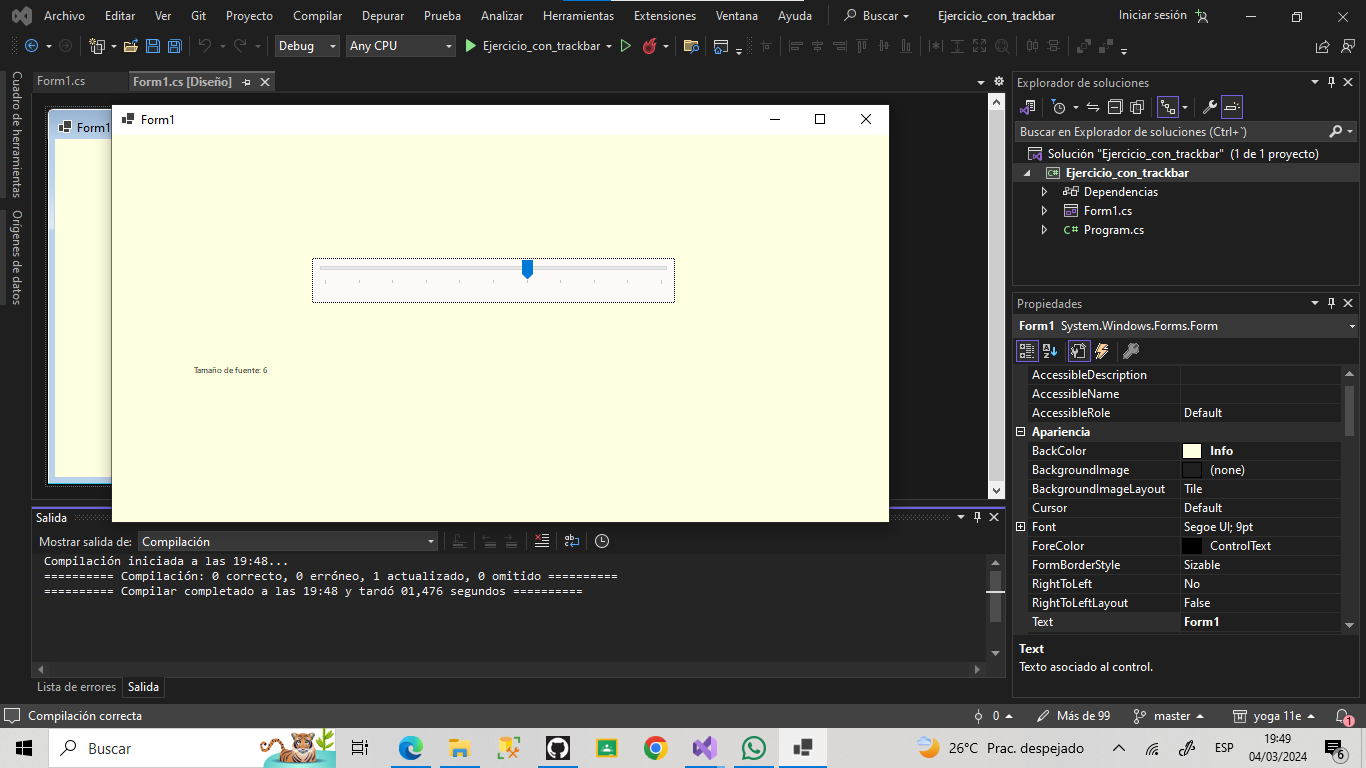 Archivo Editar Ver Git Proyecto Compilar Depurar Prueba Analizar Herramientas Extensiones Ventana Ayuda Buscar Ejercicio_con_trackbar Iniciar sesión
Debug Any CPU Ejercicio_con_trackbar
Cuadro de herramientas
Orígenes de datos
Form1.cs Form1.cs [Diseño]
Form1
Form1
Tamaño de fuente: 6
Salida
Mostrar salida de: Compilación
Compilación iniciada a las 19:48...
========== Compilación: 0 correcto, 0 erróneo, 1 actualizado, 0 omitido ==========
========== Compilar completado a las 19:48 y tardó 01,476 segundos ==========
Lista de errores Salida
Explorador de soluciones
Buscar en Explorador de soluciones (Ctrl+`)
Solución "Ejercicio_con_trackbar" (1 de 1 proyecto)
C# Ejercicio_con_trackbar
Dependencias
Form1.cs
C# Program.cs
Propiedades
Form1 System.Windows.Forms.Form
AccessibleDescription
AccessibleName
AccessibleRole Default
Apariencia
BackColor Info
BackgroundImage (none)
BackgroundImageLayout Tile
Cursor Default
Font Segoe UI; 9pt
ForeColor ControlText
FormBorderStyle Sizable
RightToLeft No
RightToLeftLayout False
Text Form1
Text
Texto asociado al control.
Compilación correcta 0 Más de 99 master yoga 11e 1
Buscar 26°C Prac. despejado ESP 19:49
04/03/2024 6